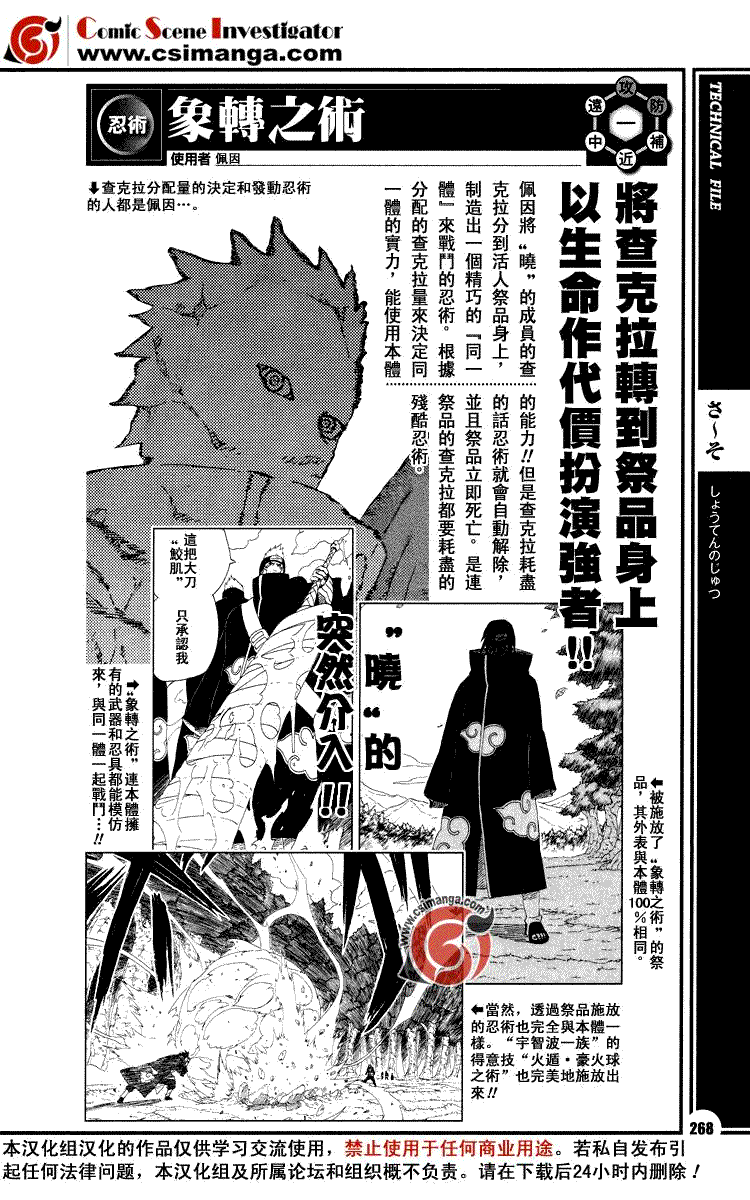 Comic Scene Investigator
www.csimanga.com
TECHNICAL FILE
忍術
象轉之術
使用者 佩因
攻
防
補
近
中
遠
一
將查克拉轉到祭品身上
以生命作代價扮演強者!!
佩因將“曉”的成員的查
克拉分到活人祭品身上，
制造出一個精巧的『同一
體』來戰鬥的忍術。根據
分配的查克拉量來決定同
一體的實力，能使用本體
的能力!!但是查克拉耗盡
的話忍術就會自動解除，
並且祭品立即死亡。是連
祭品的查克拉都要耗盡的
殘酷忍術。
⬇查克拉分配量的決定和發動忍術
的人都是佩因…。
さ～そ
しょうてんのじゅつ
這把大刀
“鮫肌”
只承認我
突然介入!!
“曉“的
➡“象轉之術”連本體擁
有的武器和忍具都能模仿
來，與同一體一起戰鬥…!!
⬅被施放了“象轉之術”的祭
品，其外表與本體100％相同。
www.csimanga.com
⬅當然，透過祭品施放
的忍術也完全與本體一
樣。“宇智波一族”的
得意技“火遁·豪火球
之術”也完美地施放出
來!!
268
本汉化组汉化的作品仅供学习交流使用，禁止使用于任何商业用途。若私自发布引
起任何法律问题，本汉化组及所属论坛和组织概不负责。请在下载后24小时内删除！